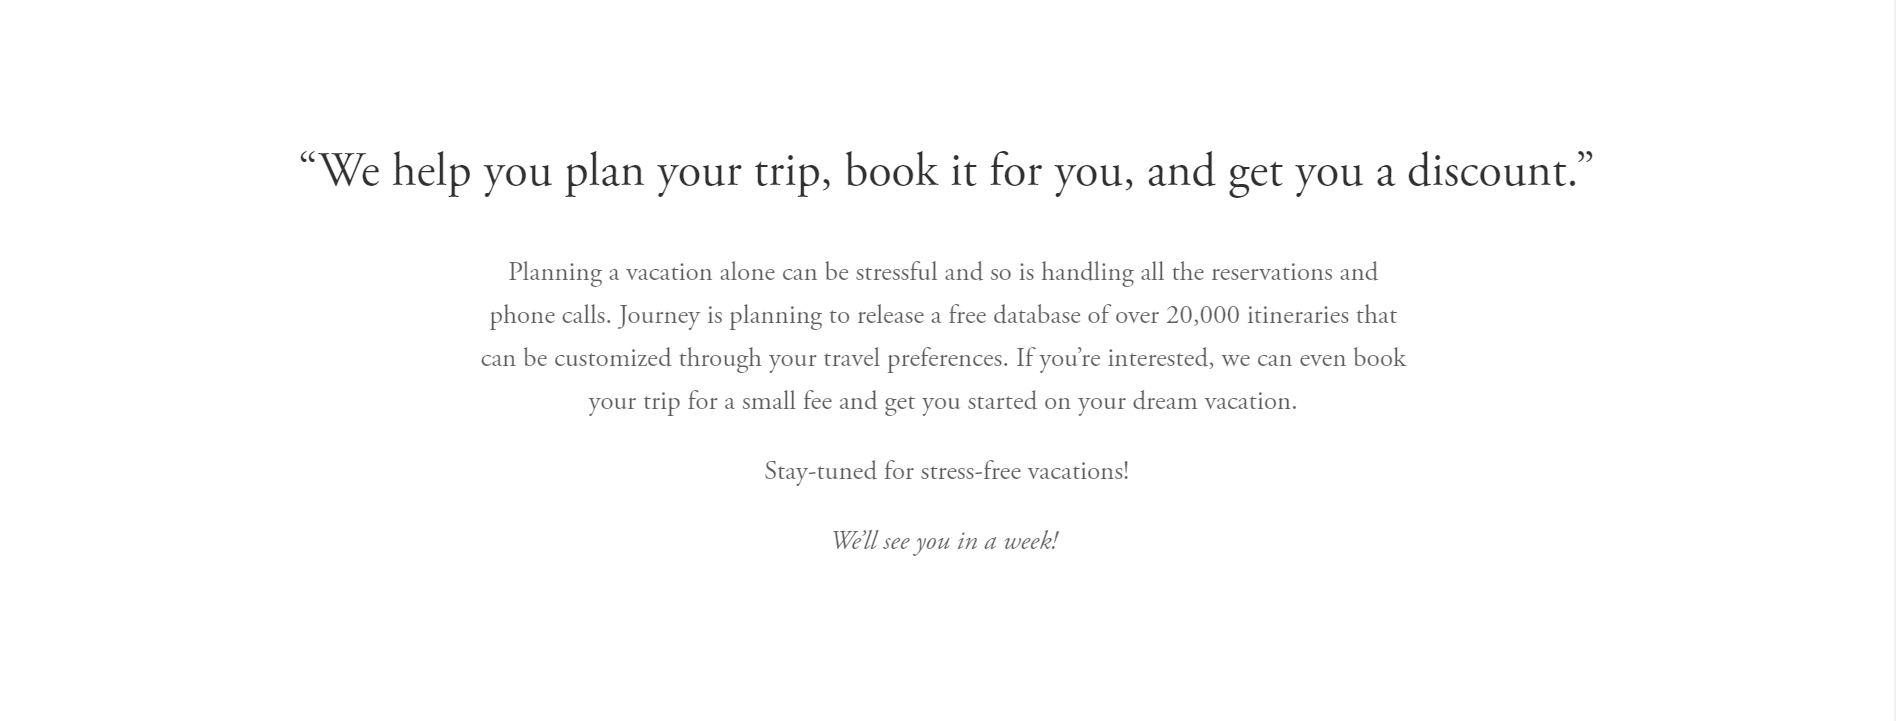 “We help you plan your trip, book it for you, and get you a discount.”
Planning a vacation alone can be stressful and so is handling all the reservations and
phone calls. Journey is planning to release a free database of over 20,000 itineraries that
can be customized through your travel preferences. If you’re interested, we can even book
your trip for a small fee and get you started on your dream vacation.
Stay-tuned for stress-free vacations!
We’ll see you in a week!